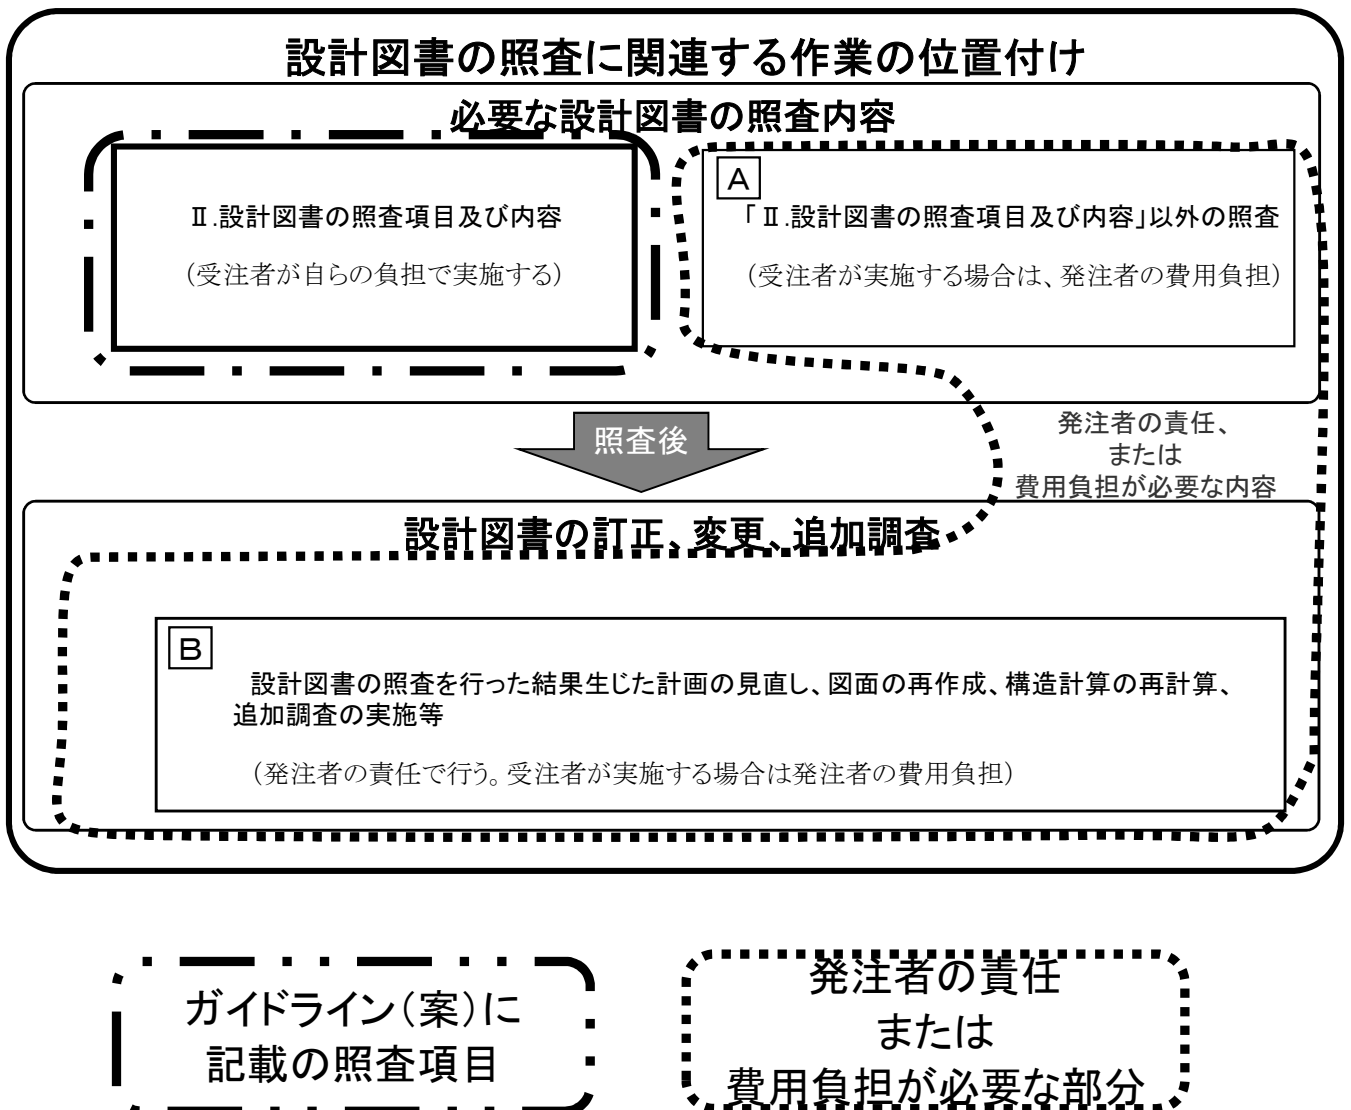 設計図書の照査に関連する作業の位置付け
必要な設計図書の照査内容
Ⅱ.設計図書の照査項目及び内容
(受注者が自らの負担で実施する)
A
「Ⅱ.設計図書の照査項目及び内容」以外の照査
(受注者が実施する場合は、発注者の費用負担)
照査後
発注者の責任、
または
費用負担が必要な内容
設計図書の訂正、変更、追加調査
B
設計図書の照査を行った結果生じた計画の見直し、図面の再作成、構造計算の再計算、
追加調査の実施等
(発注者の責任で行う。受注者が実施する場合は発注者の費用負担)
ガイドライン(案)に
記載の照査項目
発注者の責任
または
費用負担が必要な部分